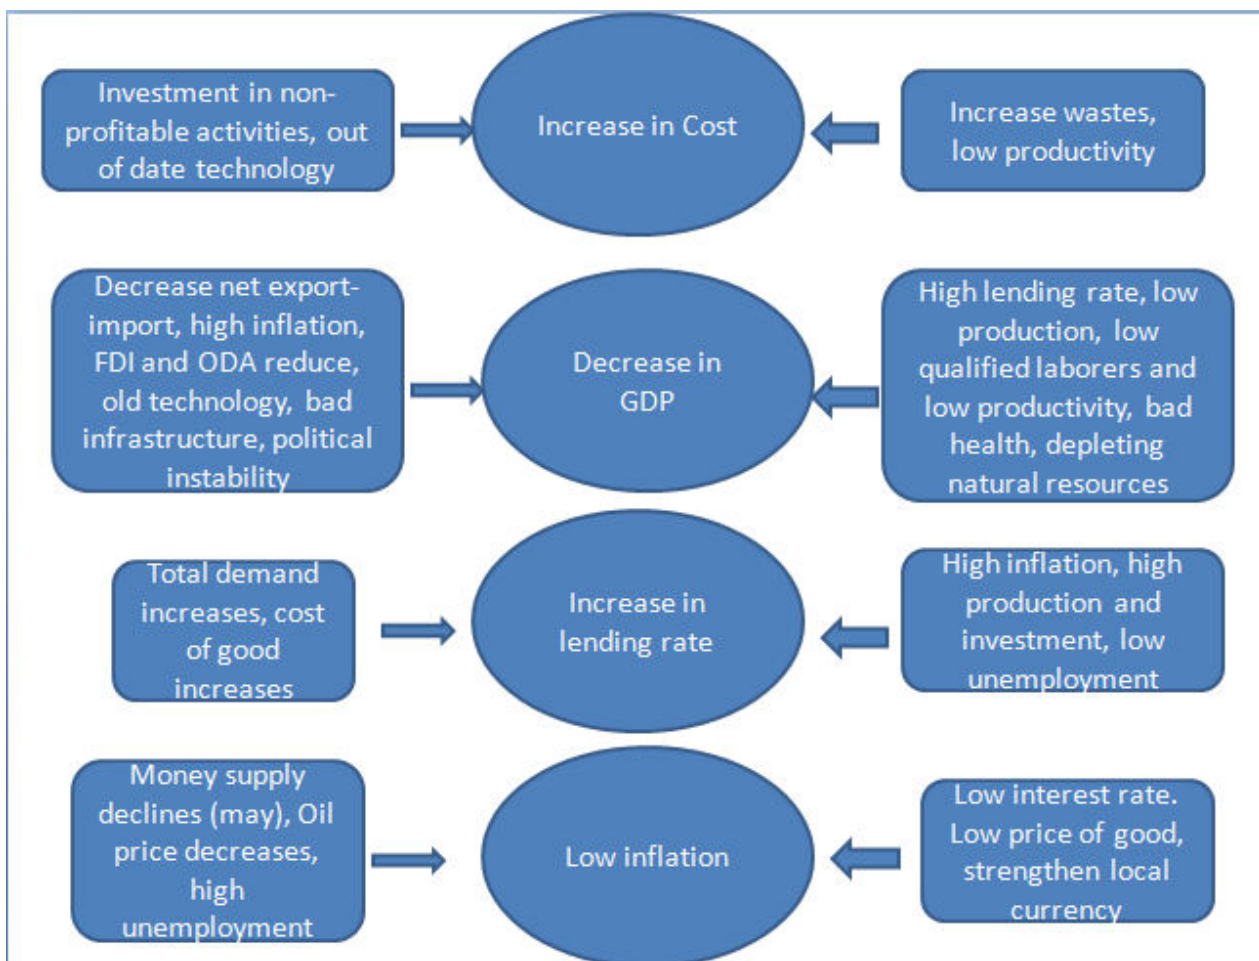 Investment in non-
profitable activities, out
of date technology
Increase in Cost
Increase wastes,
low productivity
Decrease net export-
import, high inflation,
FDI and ODA reduce,
old technology, bad
infrastructure, political
instability
Decrease in
GDP
High lending rate, low
production, low
qualified laborers and
low productivity, bad
health, depleting
natural resources
Total demand
increases, cost
of good
increases
Increase in
lending rate
High inflation, high
production and
investment, low
unemployment
Money supply
declines (may), Oil
price decreases,
high
unemployment
Low inflation
Low interest rate.
Low price of good,
strengthen local
currency